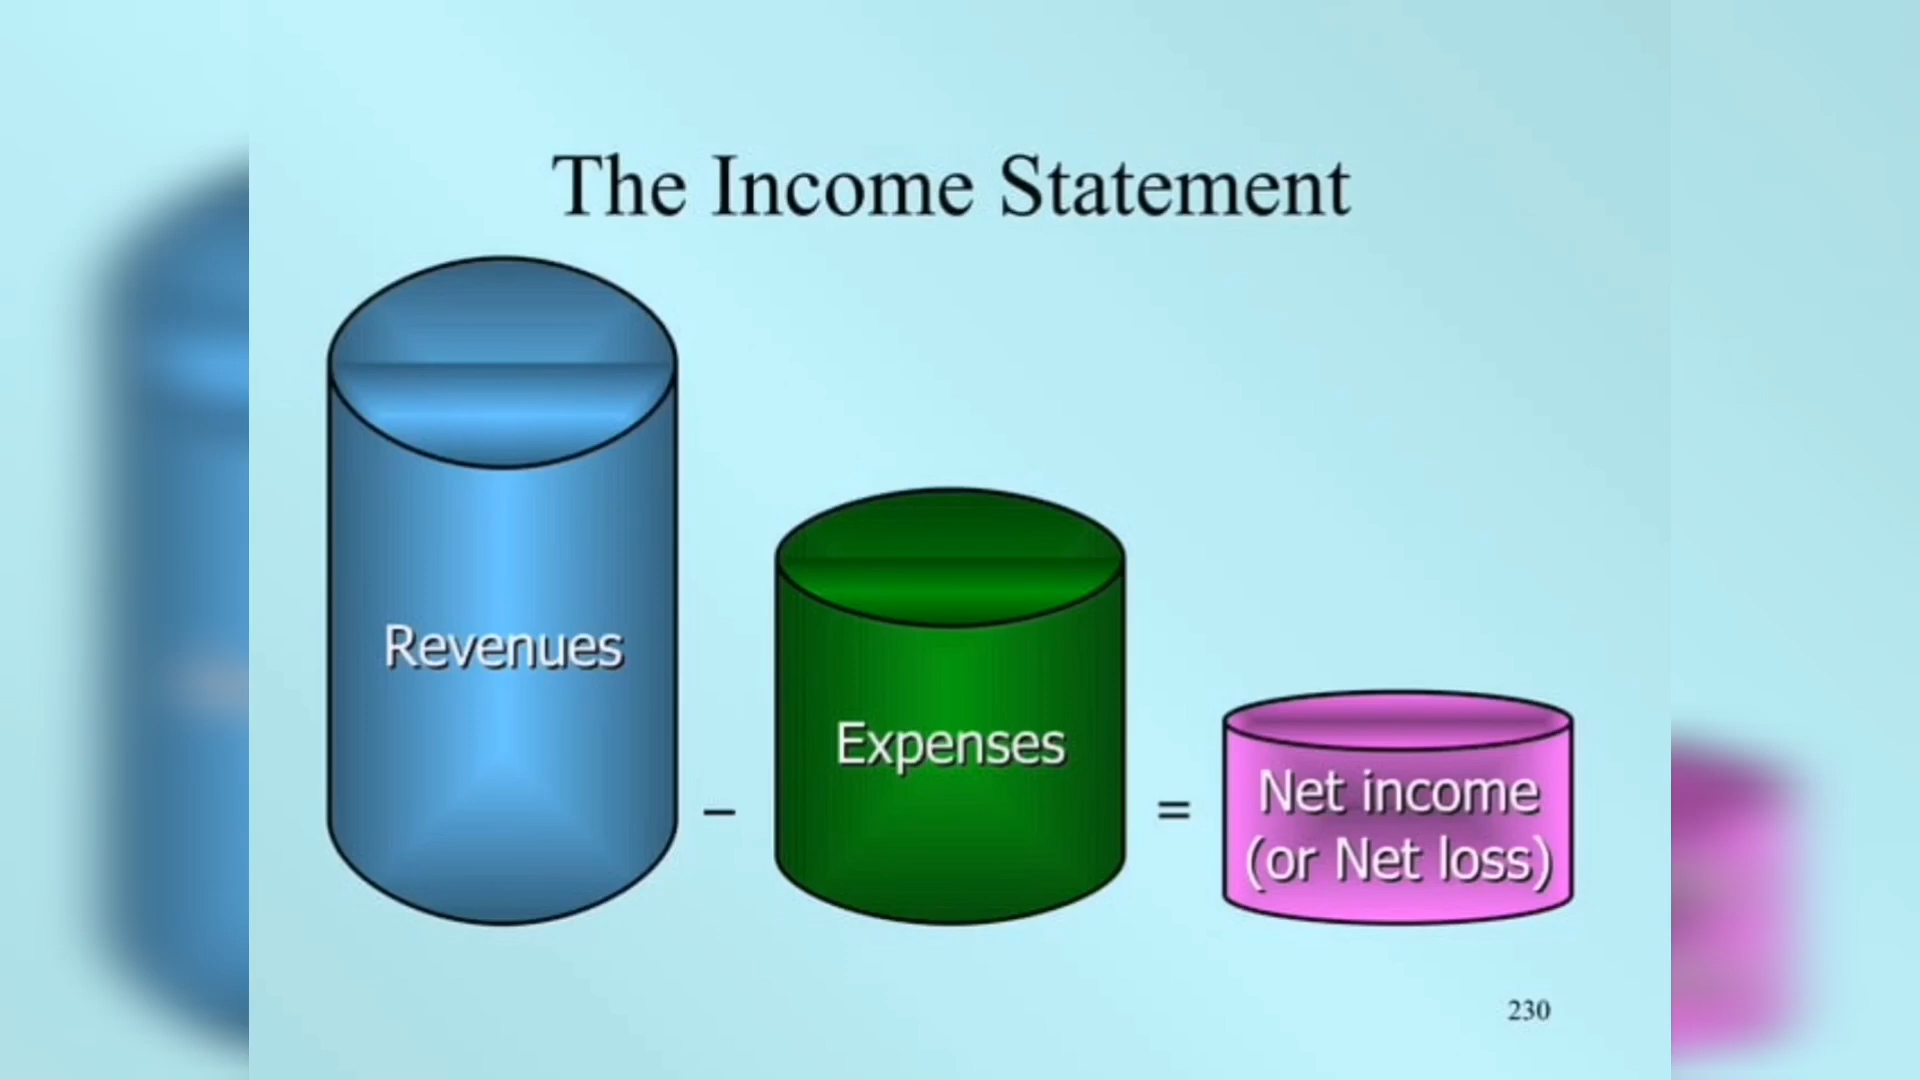 The Income Statement
Revenues
–
Expenses
=
Net income
(or Net loss)
230